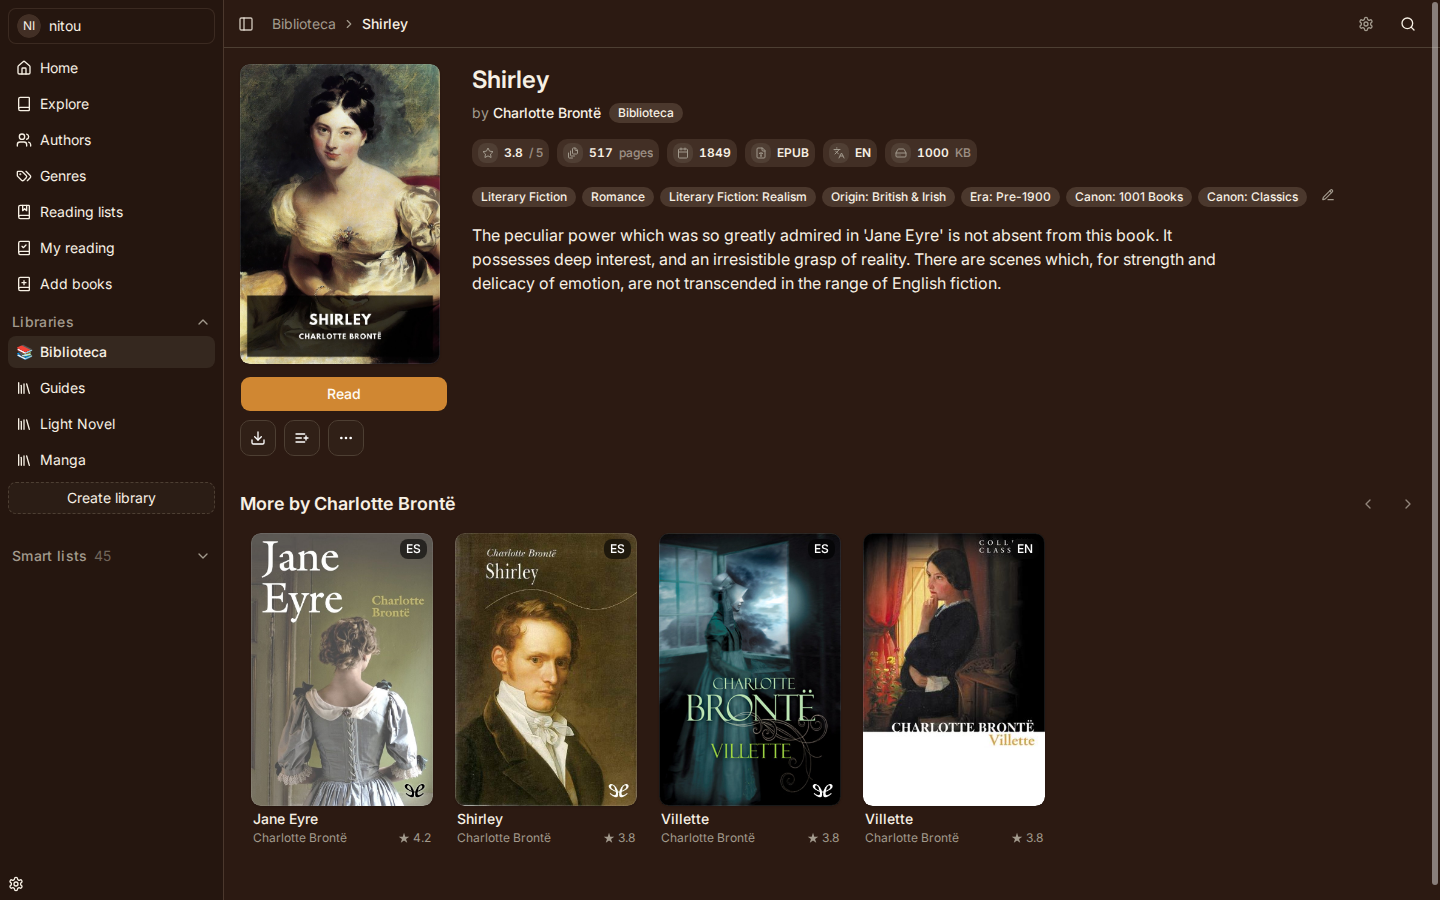 NI nitou
Home
Explore
Authors
Genres
Reading lists
My reading
Add books
Libraries
Biblioteca
Guides
Light Novel
Manga
Create library
Smart lists 45
Biblioteca > Shirley
SHIRLEY
CHARLOTTE BRONTË
Read
Shirley
by Charlotte Brontë Biblioteca
3.8 / 5 517 pages 1849 EPUB EN 1000 KB
Literary Fiction Romance Literary Fiction: Realism Origin: British & Irish Era: Pre-1900 Canon: 1001 Books Canon: Classics
The peculiar power which was so greatly admired in 'Jane Eyre' is not absent from this book. It
possesses deep interest, and an irresistible grasp of reality. There are scenes which, for strength and
delicacy of emotion, are not transcended in the range of English fiction.
More by Charlotte Brontë
Jane
Eyre
Charlotte
Brontë
ES
Jane Eyre
Charlotte Brontë ★ 4.2
Charlotte Brontë
Shirley
ES
Shirley
Charlotte Brontë ★ 3.8
ES
CHARLOTTE
BRONTË
VILLETTE
Villette
Charlotte Brontë ★ 3.8
COLL'
CLASS
EN
CHARLOTTE BRONTË
Villette
Villette
Charlotte Brontë ★ 3.8